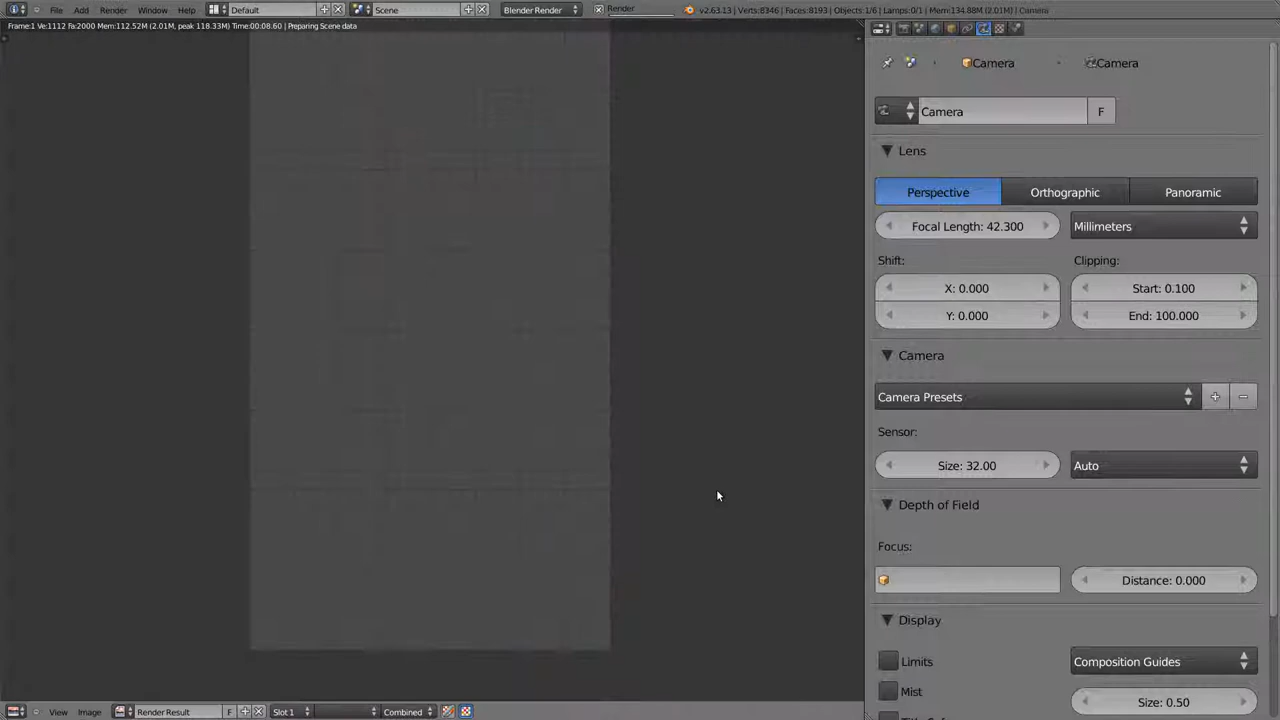 File Add Render Window Help Default Scene Blender Render Render v2.63.13 | Verts:8346 | Faces:8193 | Objects:1/6 | Lamps:0/1 | Mem:134.88M (2.01M) | Camera
Frame:1 Ve:1112 Fa:2000 Mem:112.52M (2.01M, peak 118.33M) Time:00:08.60 | Preparing Scene data
Camera Camera
Camera F
Lens
Perspective Orthographic Panoramic
Focal Length: 42.300 Millimeters
Shift: Clipping:
X: 0.000 Start: 0.100
Y: 0.000 End: 100.000
Camera
Camera Presets
Sensor:
Size: 32.00 Auto
Depth of Field
Focus:
Distance: 0.000
Display
Limits Composition Guides
Mist Size: 0.50
View Image Render Result F Slot 1 Combined